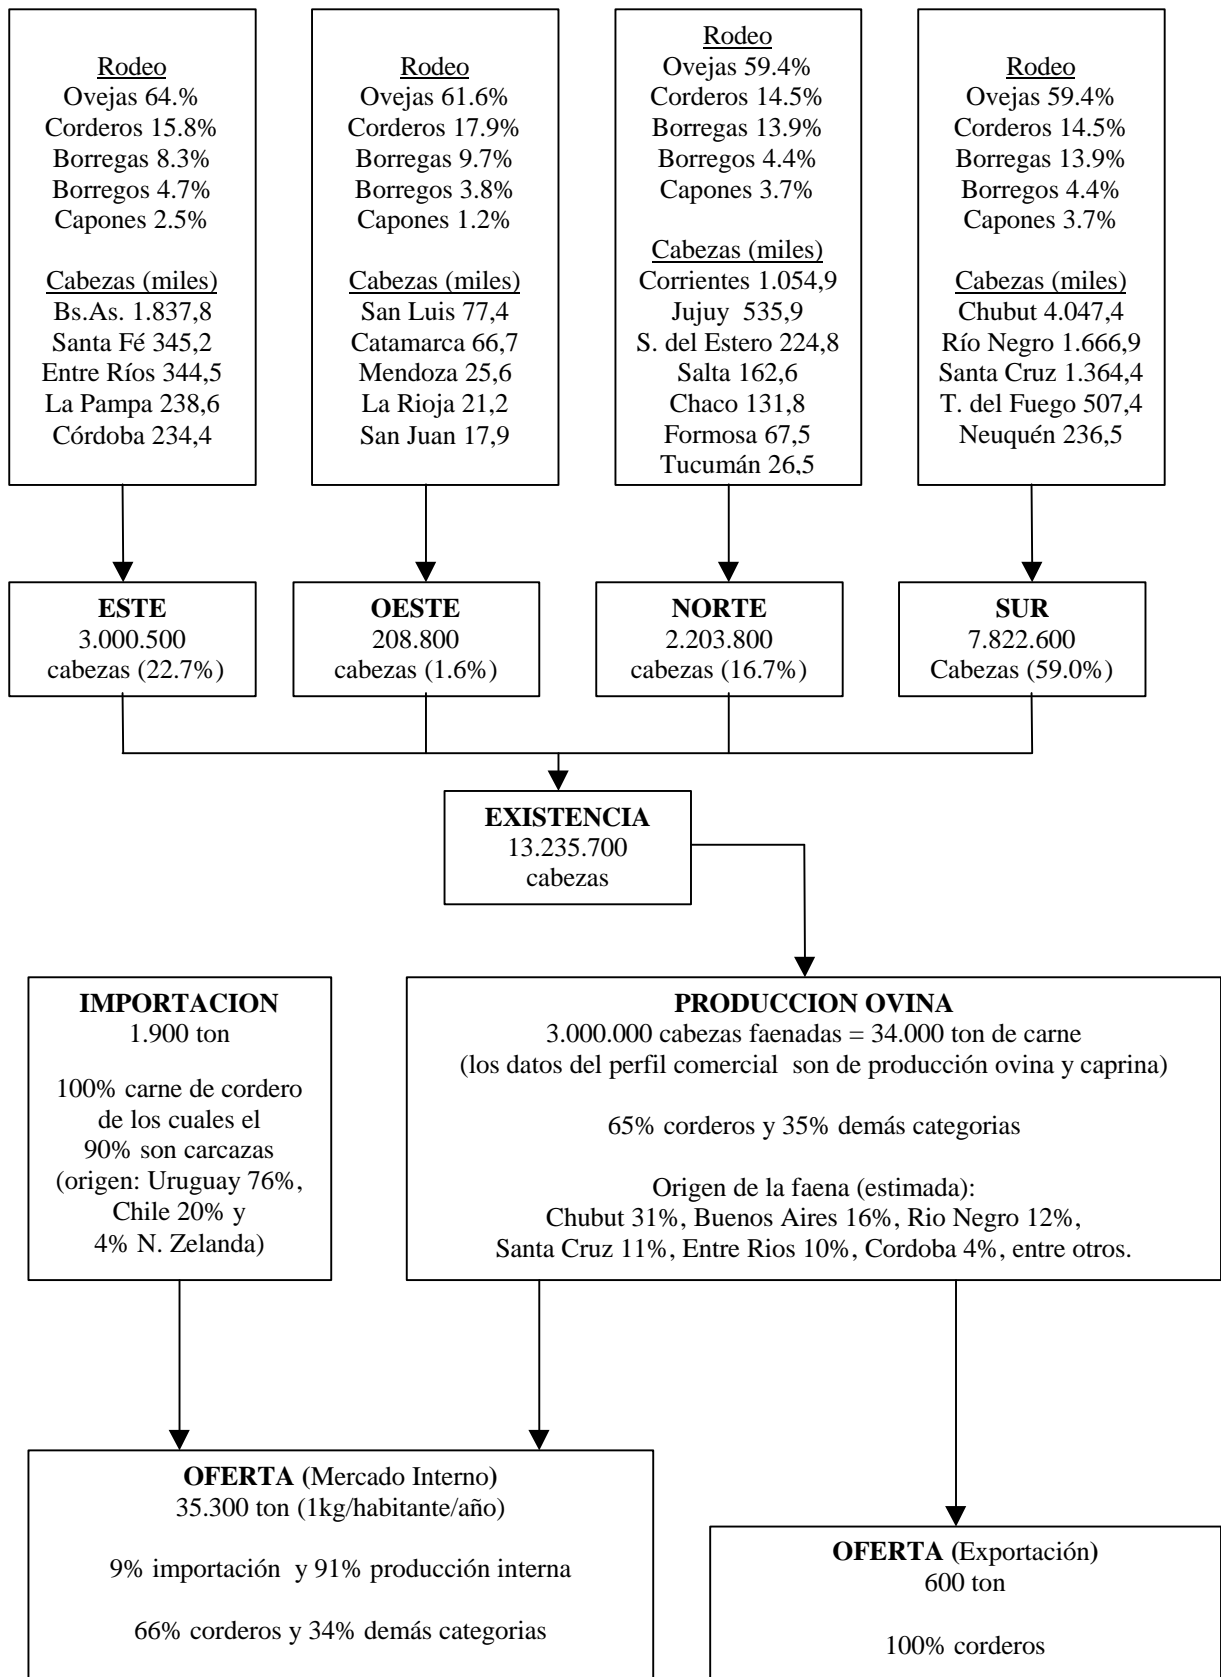 Rodeo
Ovejas 64.%
Corderos 15.8%
Borregas 8.3%
Borregos 4.7%
Capones 2.5%
Cabezas (miles)
Bs.As. 1.837,8
Santa Fé 345,2
Entre Ríos 344,5
La Pampa 238,6
Córdoba 234,4
Rodeo
Ovejas 61.6%
Corderos 17.9%
Borregas 9.7%
Borregos 3.8%
Capones 1.2%
Cabezas (miles)
San Luis 77,4
Catamarca 66,7
Mendoza 25,6
La Rioja 21,2
San Juan 17,9
Rodeo
Ovejas 59.4%
Corderos 14.5%
Borregas 13.9%
Borregos 4.4%
Capones 3.7%
Cabezas (miles)
Corrientes 1.054,9
Jujuy 535,9
S. del Estero 224,8
Salta 162,6
Chaco 131,8
Formosa 67,5
Tucumán 26,5
Rodeo
Ovejas 59.4%
Corderos 14.5%
Borregas 13.9%
Borregos 4.4%
Capones 3.7%
Cabezas (miles)
Chubut 4.047,4
Río Negro 1.666,9
Santa Cruz 1.364,4
T. del Fuego 507,4
Neuquén 236,5
ESTE
3.000.500
cabezas (22.7%)
OESTE
208.800
cabezas (1.6%)
NORTE
2.203.800
cabezas (16.7%)
SUR
7.822.600
Cabezas (59.0%)
EXISTENCIA
13.235.700
cabezas
IMPORTACION
1.900 ton
100% carne de cordero
de los cuales el
90% son carcazas
(origen: Uruguay 76%,
Chile 20% y
4% N. Zelanda)
PRODUCCION OVINA
3.000.000 cabezas faenadas = 34.000 ton de carne
(los datos del perfil comercial son de producción ovina y caprina)
65% corderos y 35% demás categorias
Origen de la faena (estimada):
Chubut 31%, Buenos Aires 16%, Rio Negro 12%,
Santa Cruz 11%, Entre Rios 10%, Cordoba 4%, entre otros.
OFERTA (Mercado Interno)
35.300 ton (1kg/habitante/año)
9% importación y 91% producción interna
66% corderos y 34% demás categorias
OFERTA (Exportación)
600 ton
100% corderos